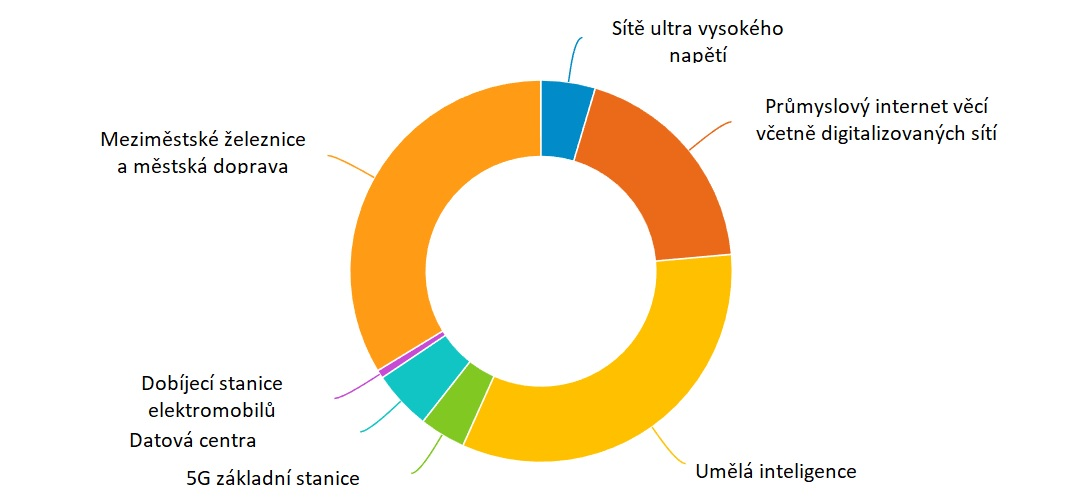 Sítě ultra vysokého
napětí
Průmyslový internet věcí
včetně digitalizovaných sítí
Meziměstské železnice
a městská doprava
Dobíjecí stanice
elektromobilů
Datová centra
5G základní stanice
Umělá inteligence